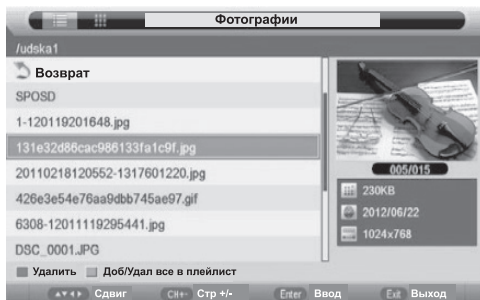 Фотографии
/udska1
Возврат
SPOSD
1-120119201648.jpg
131e32d86cac986133fa1c9f.jpg
20110218120552-1317601220.jpg
426e3e54e76aa9dbb745ae97.gif
6308-12011119295441.jpg
DSC_0001.JPG
005/015
230KB
2012/06/22
1024x768
Удалить Доб/Удал все в плейлист
Сдвиг CH+- Стр +/- Enter Ввод Exit Выход